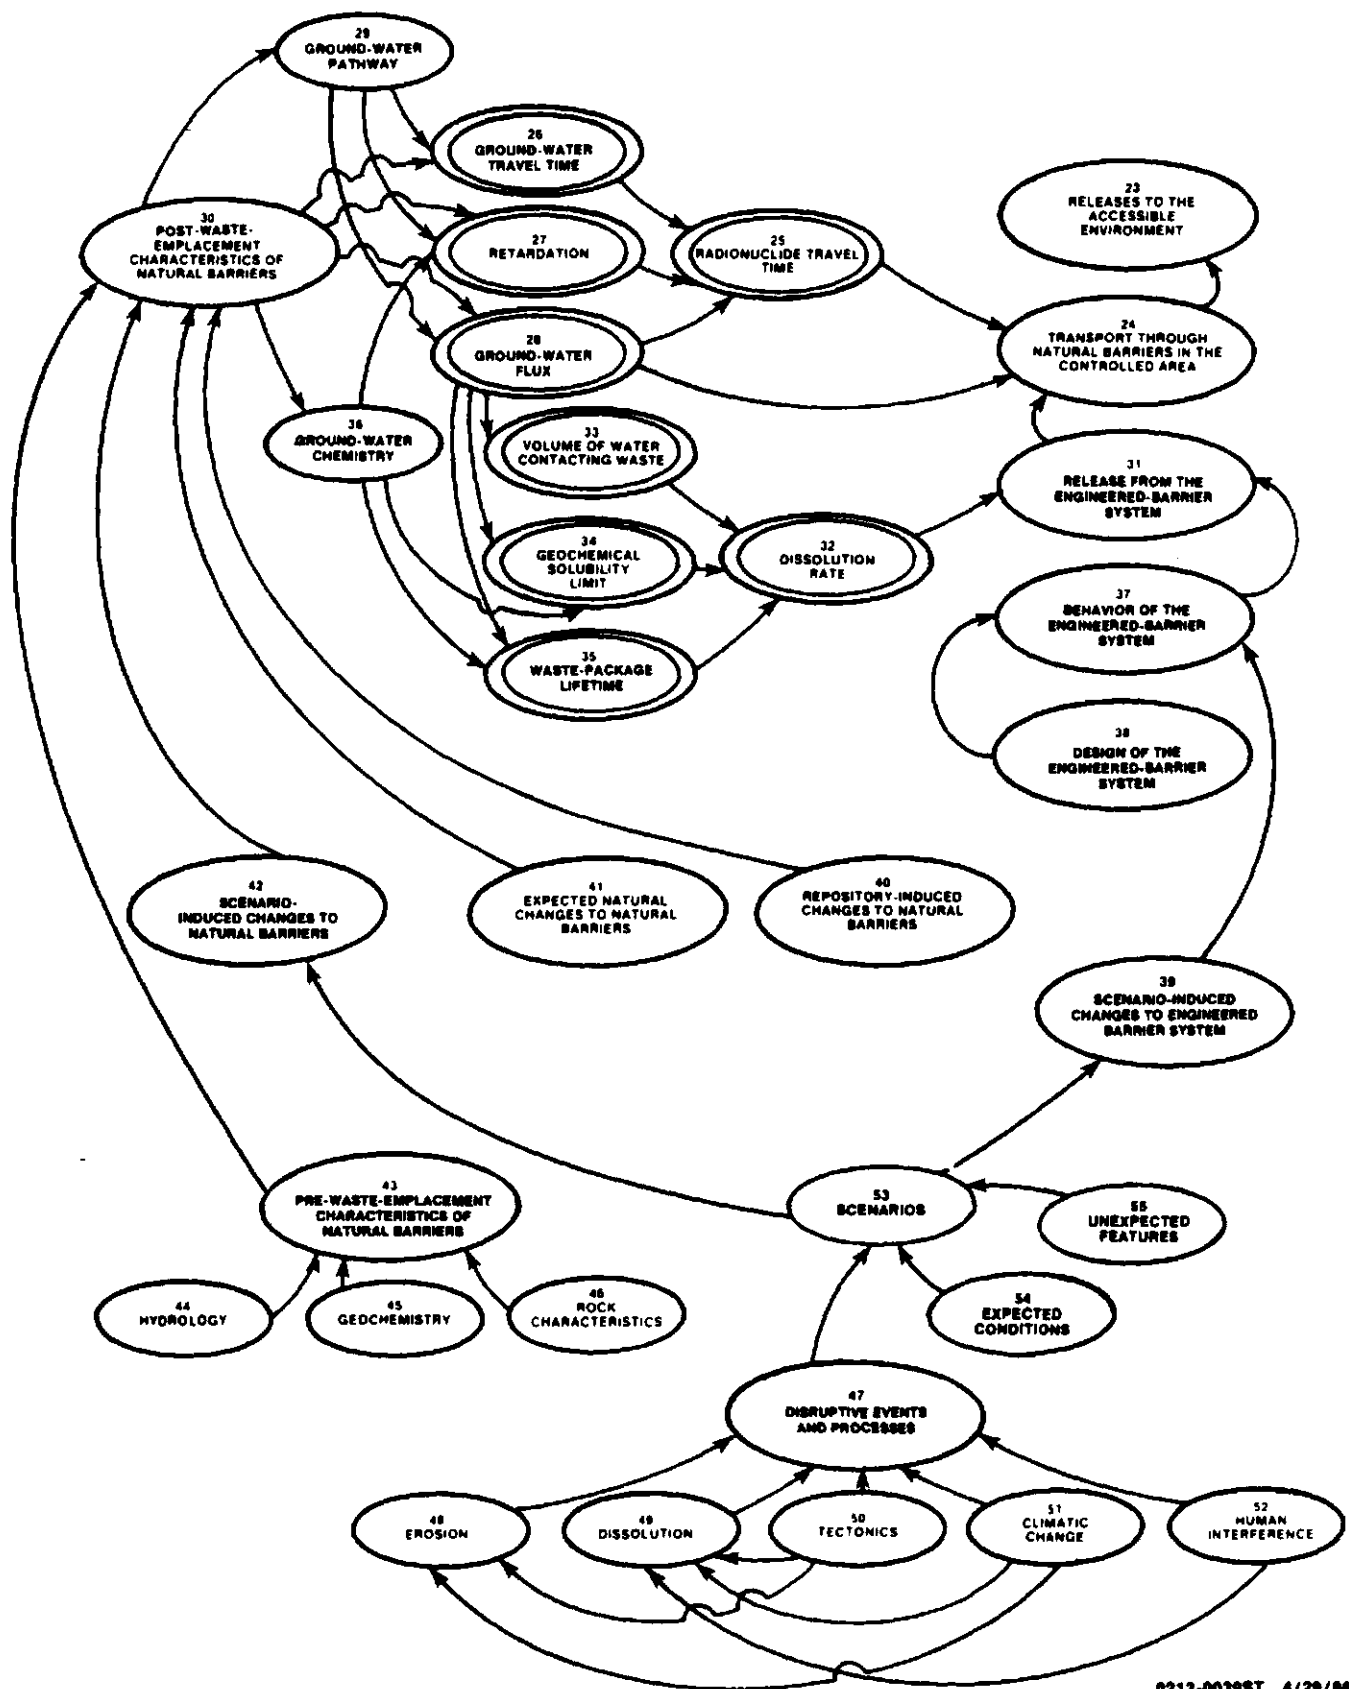 29
GROUND-WATER
PATHWAY
26
GROUND-WATER
TRAVEL TIME
23
RELEASES TO THE
ACCESSIBLE
ENVIRONMENT
30
POST-WASTE-
EMPLACEMENT
CHARACTERISTICS OF
NATURAL BARRIERS
27
RETARDATION
25
RADIONUCLIDE TRAVEL
TIME
28
GROUND-WATER
FLUX
24
TRANSPORT THROUGH
NATURAL BARRIERS IN THE
CONTROLLED AREA
36
GROUND-WATER
CHEMISTRY
33
VOLUME OF WATER
CONTACTING WASTE
31
RELEASE FROM THE
ENGINEERED-BARRIER
SYSTEM
34
GEOCHEMICAL
SOLUBILITY
LIMIT
32
DISSOLUTION
RATE
37
BEHAVIOR OF THE
ENGINEERED-BARRIER
SYSTEM
35
WASTE-PACKAGE
LIFETIME
38
DESIGN OF THE
ENGINEERED-BARRIER
SYSTEM
42
SCENARIO-
INDUCED CHANGES TO
NATURAL BARRIERS
41
EXPECTED NATURAL
CHANGES TO NATURAL
BARRIERS
40
REPOSITORY-INDUCED
CHANGES TO NATURAL
BARRIERS
39
SCENARIO-INDUCED
CHANGES TO ENGINEERED
BARRIER SYSTEM
43
PRE-WASTE-EMPLACEMENT
CHARACTERISTICS OF
NATURAL BARRIERS
53
SCENARIOS
55
UNEXPECTED
FEATURES
44
HYDROLOGY
45
GEOCHEMISTRY
46
ROCK
CHARACTERISTICS
54
EXPECTED
CONDITIONS
47
DISRUPTIVE EVENTS
AND PROCESSES
48
EROSION
49
DISSOLUTION
50
TECTONICS
51
CLIMATIC
CHANGE
52
HUMAN
INTERFERENCE